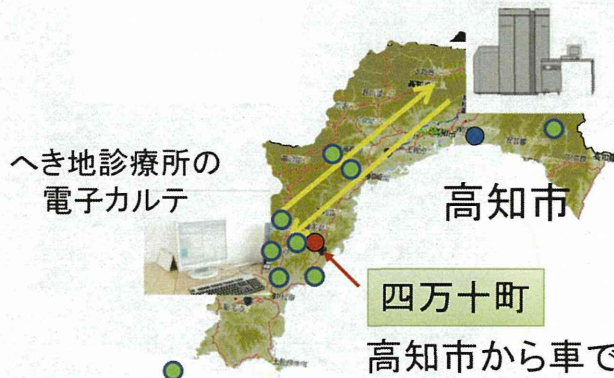 へき地診療所の
電子カルテ
高知市
四万十町
高知市から車で